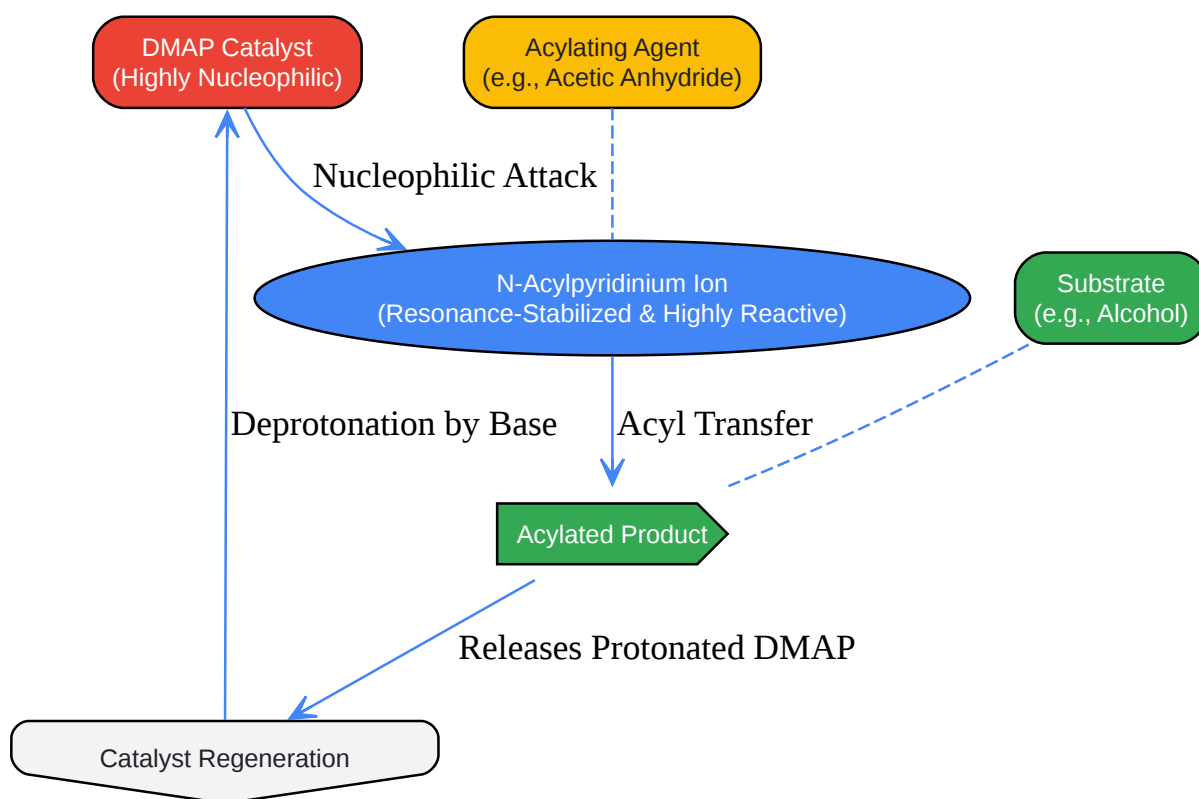 DMAP Catalyst
(Highly Nucleophilic)
Acylating Agent
(e.g., Acetic Anhydride)
Nucleophilic Attack
N-Acylpyridinium Ion
(Resonance-Stabilized & Highly Reactive)
Substrate
(e.g., Alcohol)
Deprotonation by Base
Acyl Transfer
Acylated Product
Releases Protonated DMAP
Catalyst Regeneration